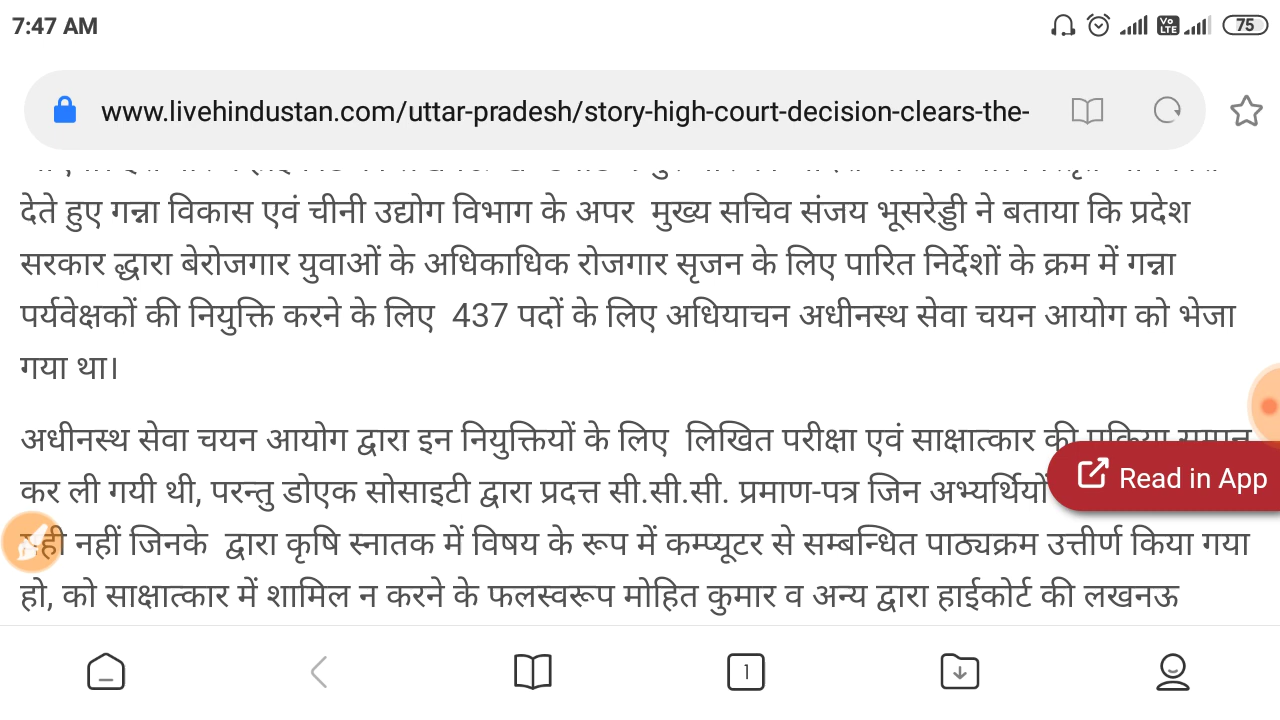 7:47 AM
Vo LTE
75
www.livehindustan.com/uttar-pradesh/story-high-court-decision-clears-the-
देते हुए गन्ना विकास एवं चीनी उद्योग विभाग के अपर मुख्य सचिव संजय भूसरेड्डी ने बताया कि प्रदेश
सरकार द्धारा बेरोजगार युवाओं के अधिकाधिक रोजगार सृजन के लिए पारित निर्देशों के क्रम में गन्ना
पर्यवेक्षकों की नियुक्ति करने के लिए 437 पदों के लिए अधियाचन अधीनस्थ सेवा चयन आयोग को भेजा
गया था।
अधीनस्थ सेवा चयन आयोग द्वारा इन नियुक्तियों के लिए लिखित परीक्षा एवं साक्षात्कार की
कर ली गयी थी, परन्तु डोएक सोसाइटी द्वारा प्रदत्त सी.सी.सी. प्रमाण-पत्र जिन अभ्यर्थियों
Read in App
नहीं जिनके द्वारा कृषि स्नातक में विषय के रूप में कम्प्यूटर से सम्बन्धित पाठ्यक्रम उत्तीर्ण किया गया
हो, को साक्षात्कार में शामिल न करने के फलस्वरूप मोहित कुमार व अन्य द्वारा हाईकोर्ट की लखनऊ
1